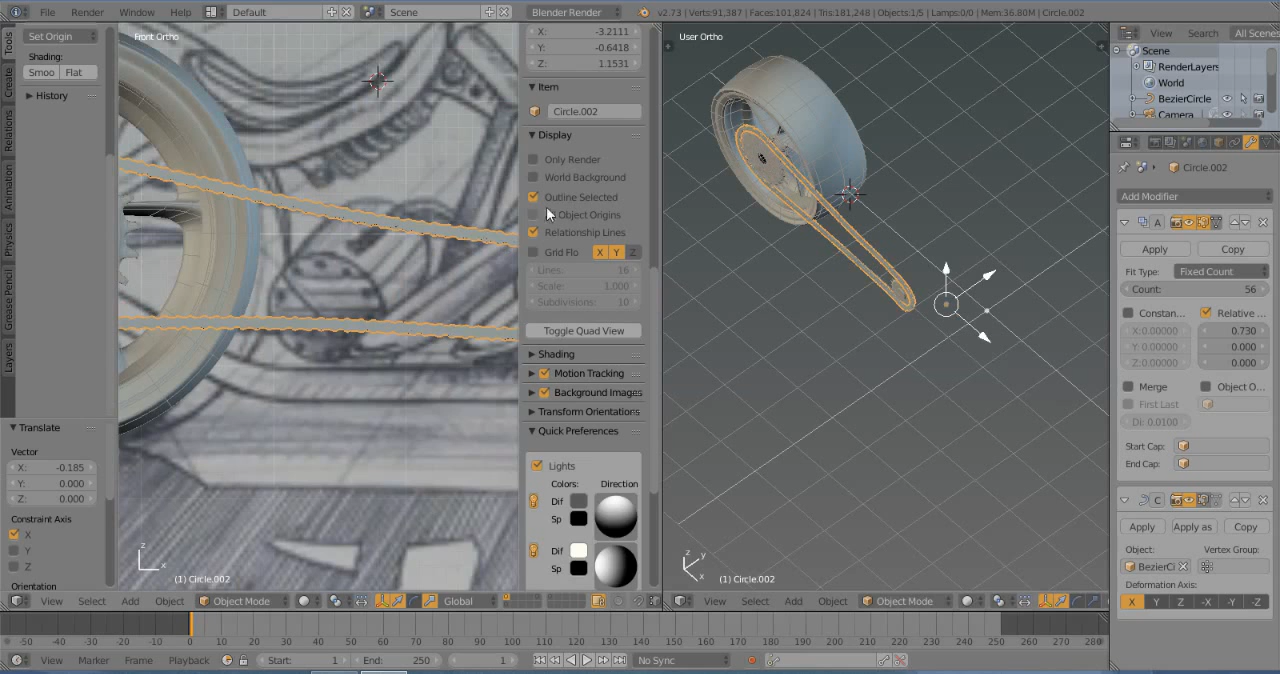 File Render Window Help Default Scene Blender Render v2.73 | Verts:91,387 | Faces:101,824 | Tris:181,248 | Objects:1/5 | Lamps:0/0 | Mem:36.80M | Circle.002
Tools
Create
Relations
Animation
Physics
Grease Pencil
Layers
Set Origin
Shading:
Smoo Flat
History
Translate
Vector
X: -0.185
Y: 0.000
Z: 0.000
Constraint Axis
X
Y
Z
Orientation
Front Ortho
z
x
(1) Circle.002
X: -3.2111
Y: -0.6418
Z: 1.1531
Item
Circle.002
Display
Only Render
World Background
Outline Selected
Object Origins
Relationship Lines
Grid Flo X Y Z
Lines: 16
Scale: 1.000
Subdivisions: 10
Toggle Quad View
Shading
Motion Tracking
Background Images
Transform Orientations
Quick Preferences
Lights
Colors: Direction
Dif
Sp
Dif
Sp
User Ortho
z
y
x
(1) Circle.002
View Search All Scenes
Scene
RenderLayers
World
BezierCircle
Camera
Circle.002
Add Modifier
A
Apply Copy
Fit Type: Fixed Count
Count: 56
Constan... Relative ...
X:0.00000 0.730
Y:0.00000 0.000
Z:0.00000 0.000
Merge Object O...
First Last
Di: 0.0100
Start Cap:
End Cap:
C
Apply Apply as Copy
Object: Vertex Group:
BezierCi
Deformation Axis:
X Y Z -X -Y -Z
View Select Add Object Object Mode Global
View Select Add Object Object Mode
-50 -40 -30 -20 -10 0 10 20 30 40 50 60 70 80 90 100 110 120 130 140 150 160 170 180 190 200 210 220 230 240 250 260 270 280
View Marker Frame Playback Start: 1 End: 250 1 No Sync